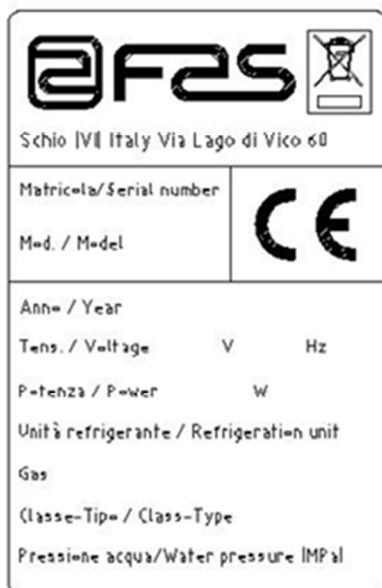 FAS
Schio (VI) Italy Via Lago di Vico 60
Matricola/Serial number
Mod. / Model
CE
Anno / Year
Tens. / Voltage V Hz
Potenza / Power W
Unità refrigerante / Refrigeration unit
Gas
Classe-Tipo / Class-Type
Pressione acqua/Water pressure (MPa)